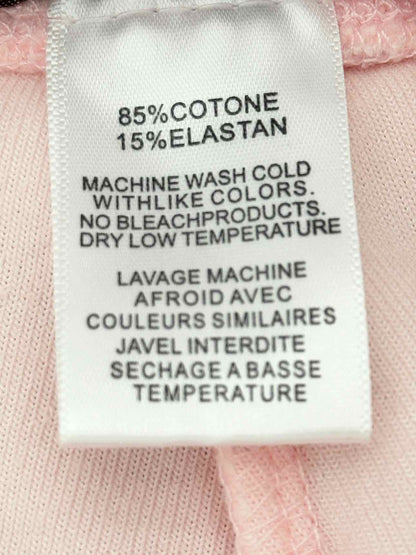 85%COTONE
15%ELASTAN
MACHINE WASH COLD
WITHLIKE COLORS.
NO BLEACHPRODUCTS.
DRY LOW TEMPERATURE
LAVAGE MACHINE
AFROID AVEC
COULEURS SIMILAIRES
JAVEL INTERDITE
SECHAGE A BASSE
TEMPERATURE